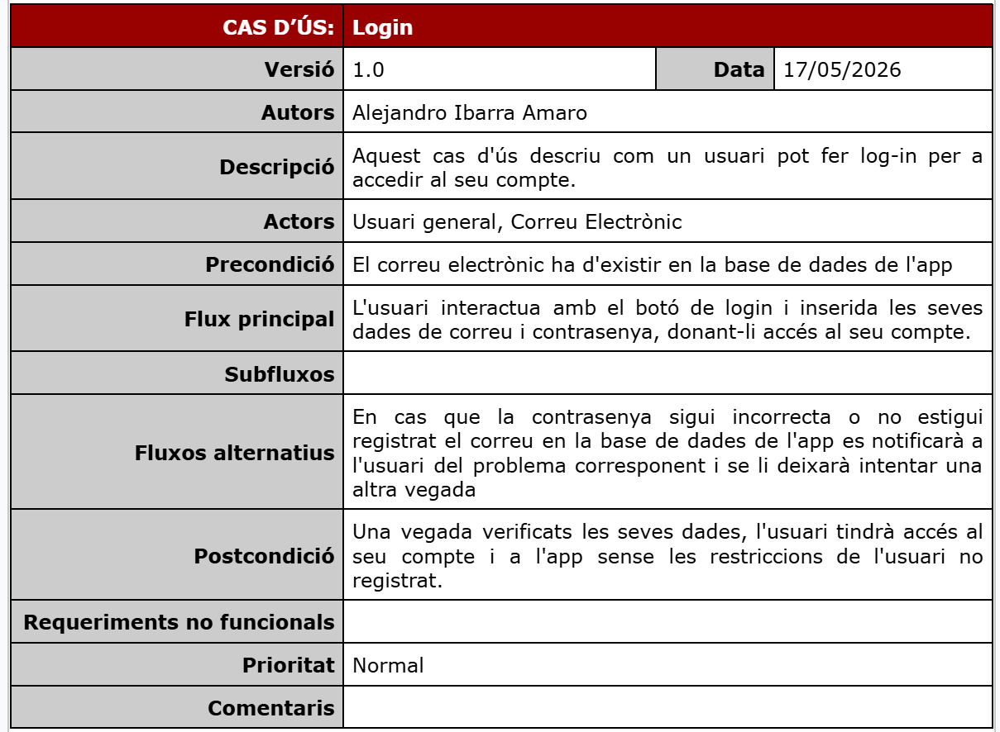 CAS D’ÚS: Login
Versió 1.0 Data 17/05/2026
Autors Alejandro Ibarra Amaro
Descripció Aquest cas d'ús descriu com un usuari pot fer log-in per a
accedir al seu compte.
Actors Usuari general, Correu Electrònic
Precondició El correu electrònic ha d'existir en la base de dades de l'app
Flux principal L'usuari interactua amb el botó de login i inserida les seves
dades de correu i contrasenya, donant-li accés al seu compte.
Subfluxos
Fluxos alternatius En cas que la contrasenya sigui incorrecta o no estigui
registrat el correu en la base de dades de l'app es notificarà a
l'usuari del problema corresponent i se li deixarà intentar una
altra vegada
Postcondició Una vegada verificats les seves dades, l'usuari tindrà accés al
seu compte i a l'app sense les restriccions de l'usuari no
registrat.
Requeriments no funcionals
Prioritat Normal
Comentaris